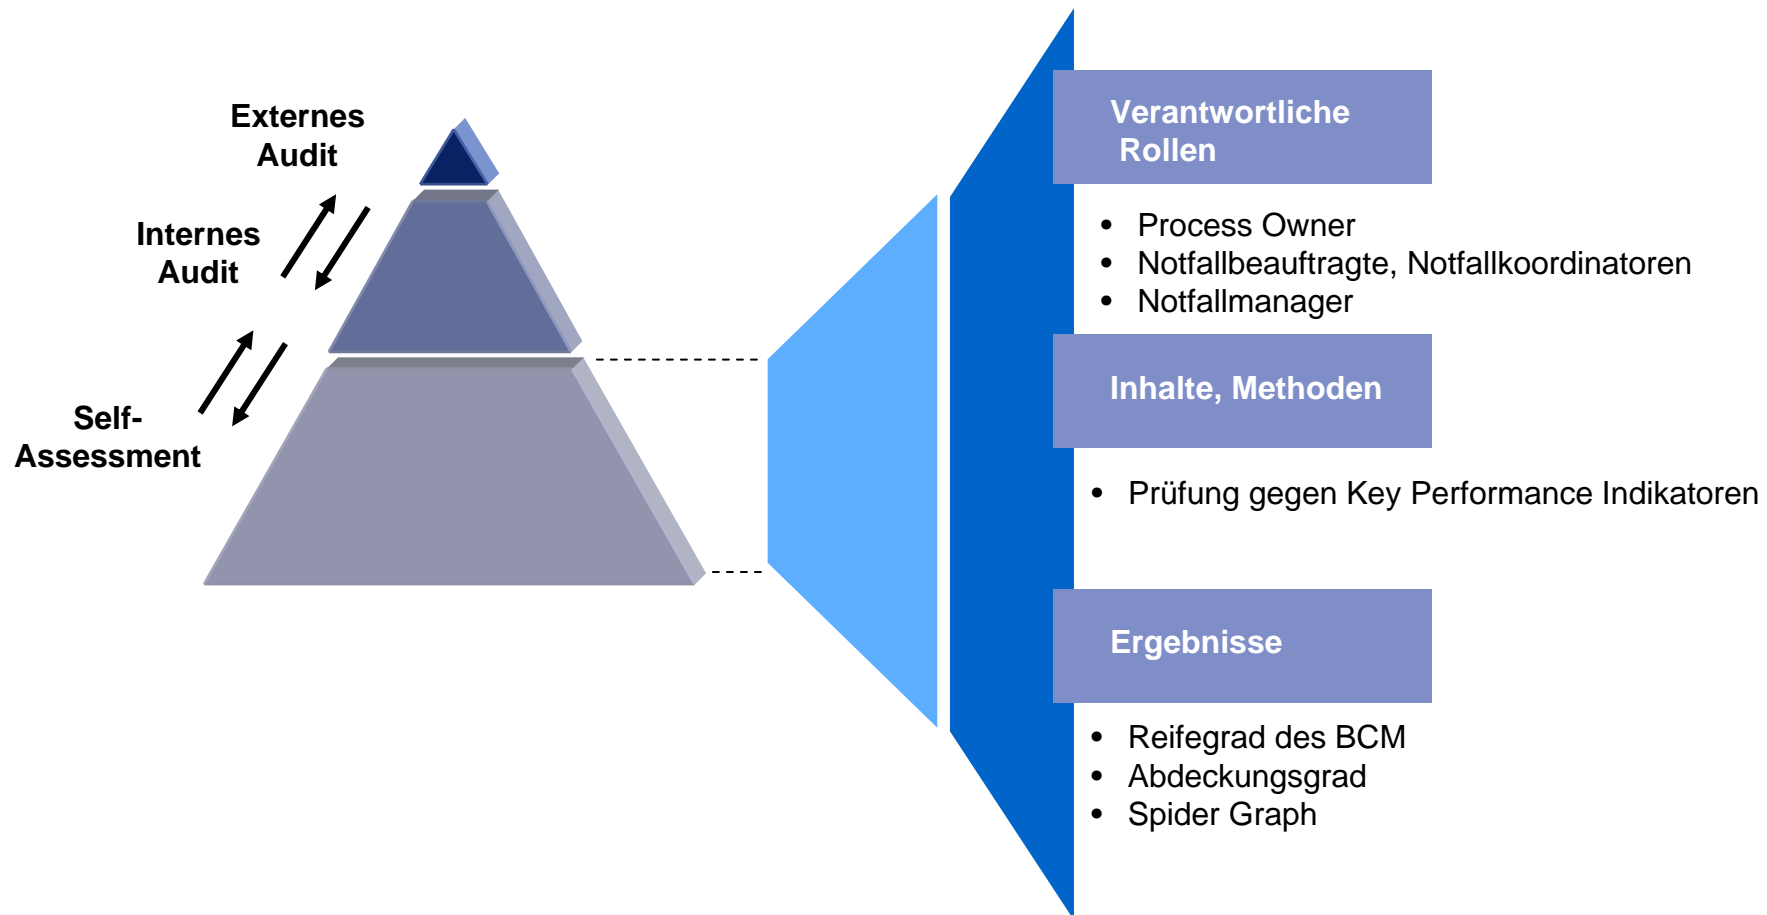 Externes
Audit
Internes
Audit
Self-
Assessment
Verantwortliche
Rollen
• Process Owner
• Notfallbeauftragte, Notfallkoordinatoren
• Notfallmanager
Inhalte, Methoden
• Prüfung gegen Key Performance Indikatoren
Ergebnisse
• Reifegrad des BCM
• Abdeckungsgrad
• Spider Graph